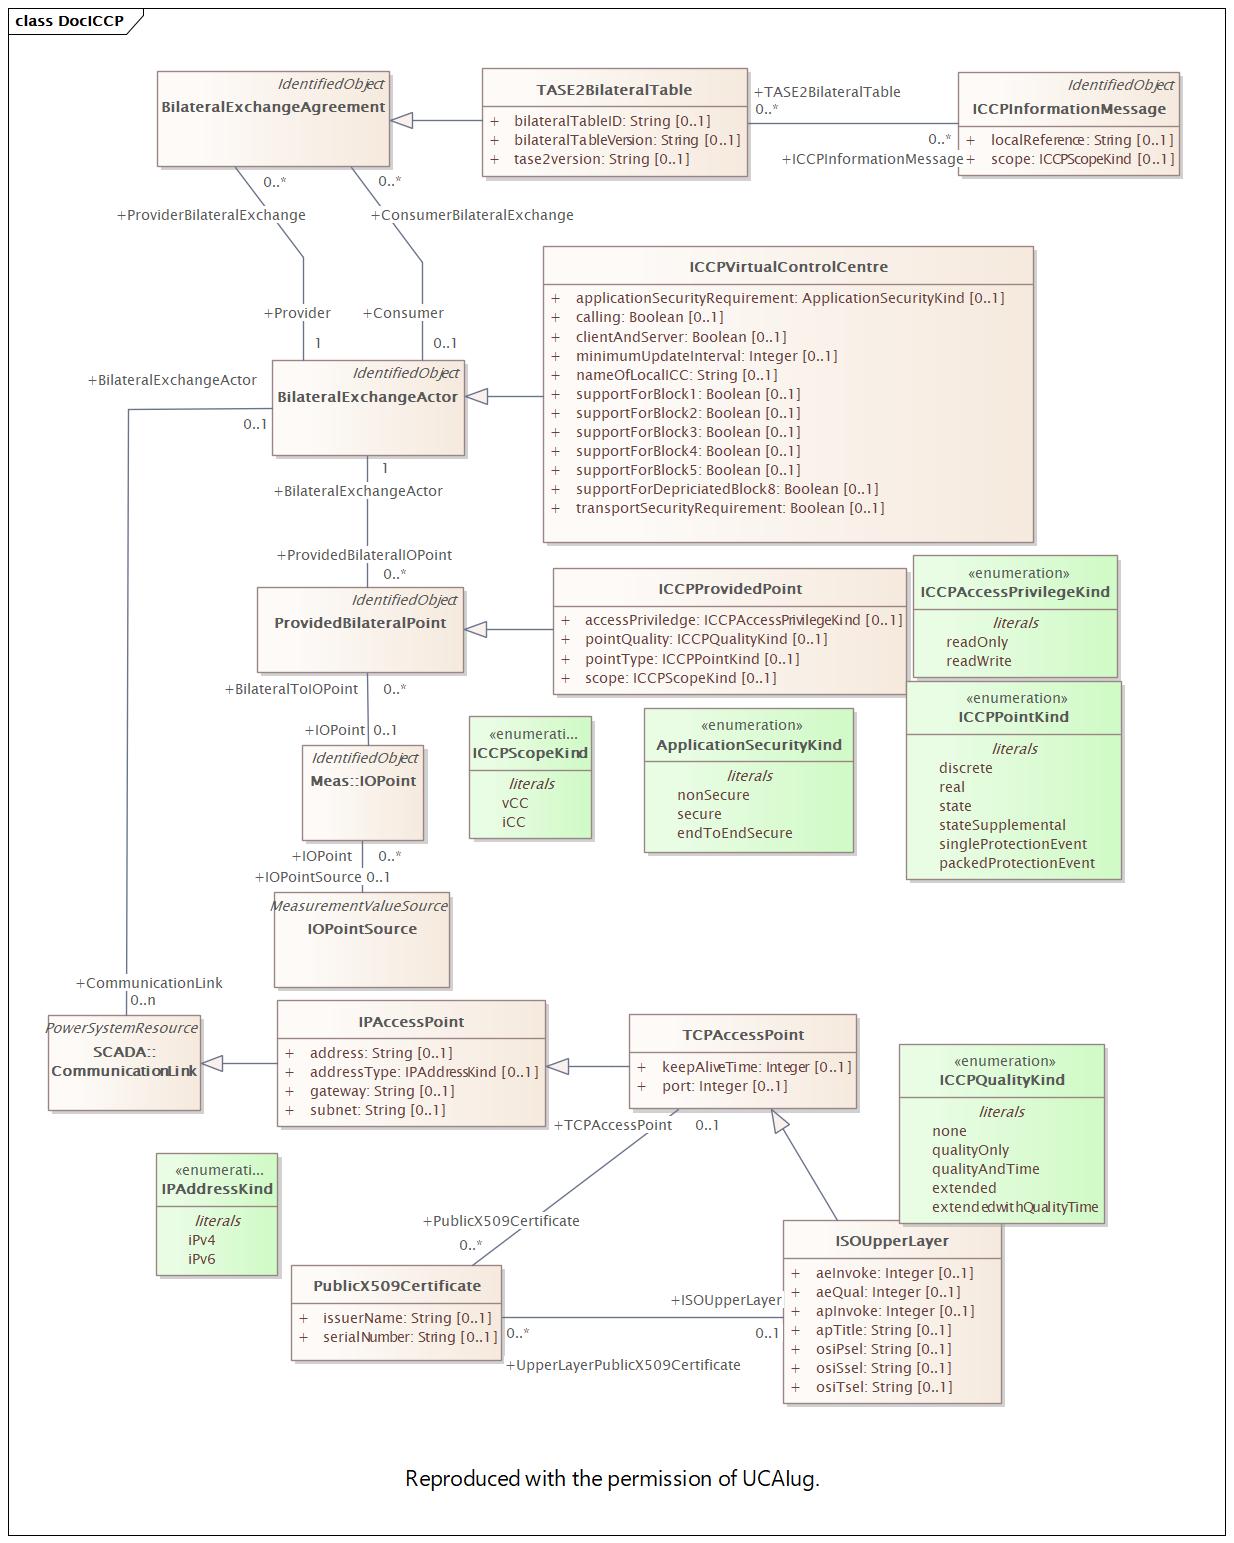 class DocICCP
IdentifiedObject
BilateralExchangeAgreement
TASE2BilateralTable
+ bilateralTableID: String [0..1]
+ bilateralTableVersion: String [0..1]
+ tase2version: String [0..1]
+TASE2BilateralTable
0..*
0..*
+ICCPInformationMessage
IdentifiedObject
ICCPInformationMessage
+ localReference: String [0..1]
+ scope: ICCPScopeKind [0..1]
0..*
0..*
+ProviderBilateralExchange
+ConsumerBilateralExchange
+Provider
+Consumer
1
0..1
ICCPVirtualControlCentre
+ applicationSecurityRequirement: ApplicationSecurityKind [0..1]
+ calling: Boolean [0..1]
+ clientAndServer: Boolean [0..1]
+ minimumUpdateInterval: Integer [0..1]
+ nameOfLocalICC: String [0..1]
+ supportForBlock1: Boolean [0..1]
+ supportForBlock2: Boolean [0..1]
+ supportForBlock3: Boolean [0..1]
+ supportForBlock4: Boolean [0..1]
+ supportForBlock5: Boolean [0..1]
+ supportForDepriciatedBlock8: Boolean [0..1]
+ transportSecurityRequirement: Boolean [0..1]
IdentifiedObject
BilateralExchangeActor
+BilateralExchangeActor
0..1
1
+BilateralExchangeActor
+ProvidedBilateralIOPoint
0..*
IdentifiedObject
ProvidedBilateralPoint
ICCPProvidedPoint
+ accessPriviledge: ICCPAccessPrivilegeKind [0..1]
+ pointQuality: ICCPQualityKind [0..1]
+ pointType: ICCPPointKind [0..1]
+ scope: ICCPScopeKind [0..1]
«enumeration»
ICCPAccessPrivilegeKind
literals
readOnly
readWrite
«enumeration»
ICCPPointKind
literals
discrete
real
state
stateSupplemental
singleProtectionEvent
packedProtectionEvent
+BilateralToIOPoint
0..*
+IOPoint
0..1
«enumerati...
ICCPScopeKind
literals
vCC
iCC
«enumeration»
ApplicationSecurityKind
literals
nonSecure
secure
endToEndSecure
IdentifiedObject
Meas::IOPoint
+IOPoint
0..*
+IOPointSource
0..1
MeasurementValueSource
IOPointSource
+CommunicationLink
0..n
PowerSystemResource
SCADA::
CommunicationLink
IPAccessPoint
+ address: String [0..1]
+ addressType: IPAddressKind [0..1]
+ gateway: String [0..1]
+ subnet: String [0..1]
TCPAccessPoint
+ keepAliveTime: Integer [0..1]
+ port: Integer [0..1]
«enumeration»
ICCPQualityKind
literals
none
qualityOnly
qualityAndTime
extended
extendedwithQualityTime
+TCPAccessPoint
0..1
«enumerati...
IPAddressKind
literals
iPv4
iPv6
+PublicX509Certificate
0..*
PublicX509Certificate
+ issuerName: String [0..1]
+ serialNumber: String [0..1]
+ISOUpperLayer
0..*
0..1
+UpperLayerPublicX509Certificate
ISOUpperLayer
+ aeInvoke: Integer [0..1]
+ aeQual: Integer [0..1]
+ apInvoke: Integer [0..1]
+ apTitle: String [0..1]
+ osiPsel: String [0..1]
+ osiSsel: String [0..1]
+ osiTsel: String [0..1]
Reproduced with the permission of UCAIug.